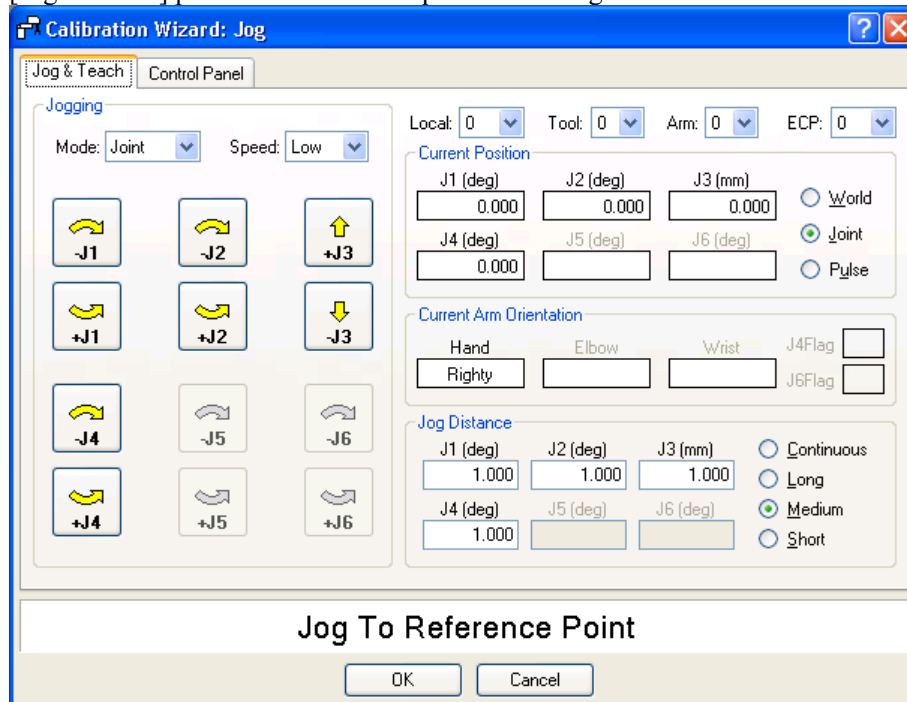 Calibration Wizard: Jog
Jog & Teach Control Panel
Jogging
Mode: Joint Speed: Low
-J1 -J2 +J3
+J1 +J2 -J3
-J4 -J5 -J6
+J4 +J5 +J6
Local: 0 Tool: 0 Arm: 0 ECP: 0
Current Position
J1 (deg) J2 (deg) J3 (mm)
0.000 0.000 0.000
J4 (deg) J5 (deg) J6 (deg)
0.000
World
Joint
Pulse
Current Arm Orientation
Hand Elbow Wrist
Righty
J4Flag
J6Flag
Jog Distance
J1 (deg) J2 (deg) J3 (mm)
1.000 1.000 1.000
J4 (deg) J5 (deg) J6 (deg)
1.000
Continuous
Long
Medium
Short
Jog To Reference Point
OK Cancel